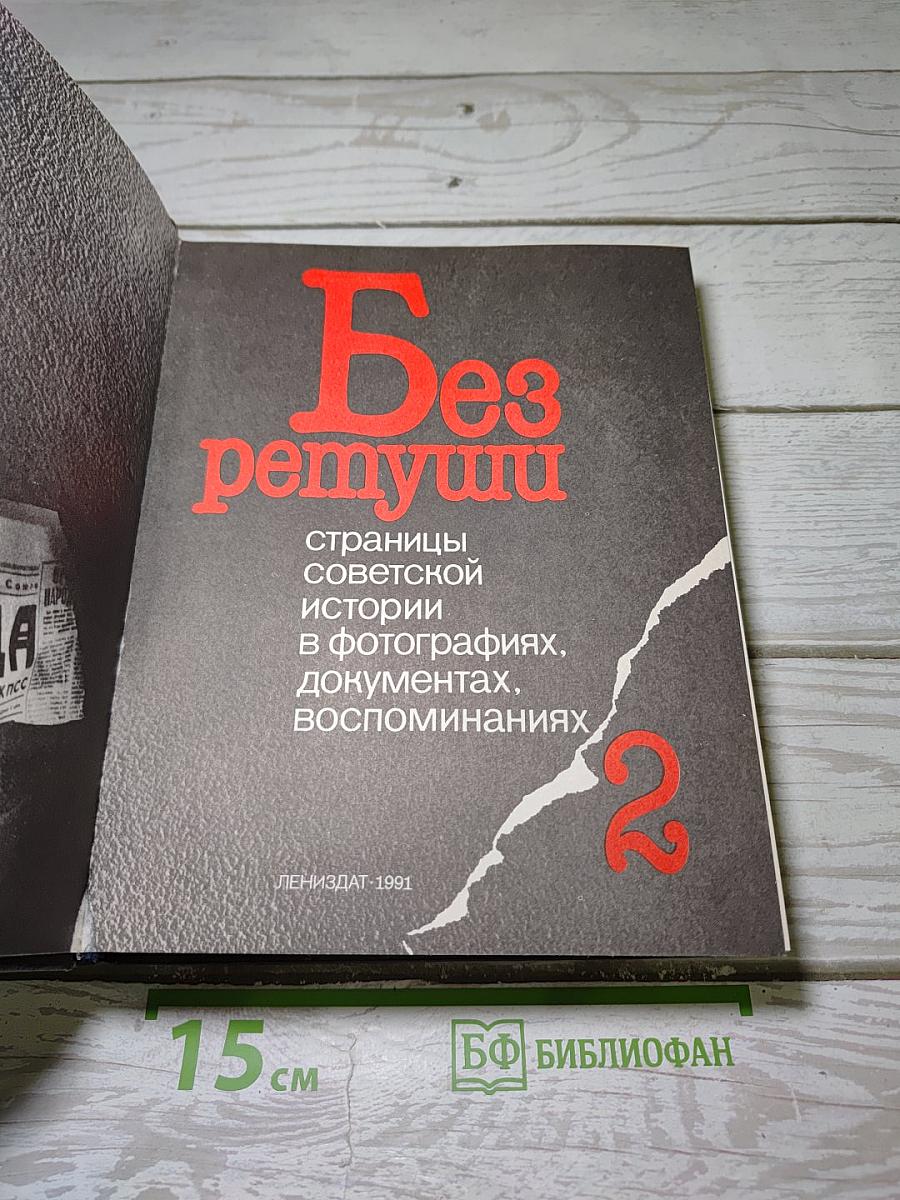 Без
ретуши
страницы
советской
истории
в фотографиях,
документах,
воспоминаниях
2
ЛЕНИЗДАТ·1991
15 см
БФ БИБЛИОФАН